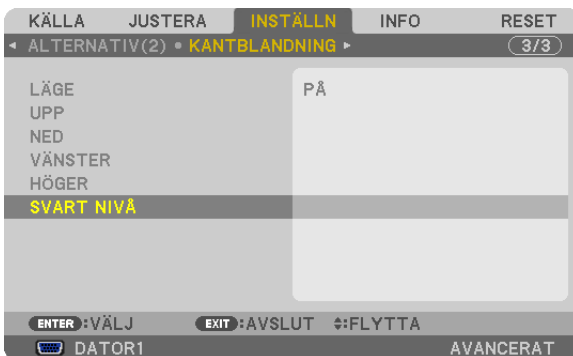 KÄLLA JUSTERA INSTÄLLN INFO RESET
ALTERNATIV(2) • KANTBLANDNING 3/3
LÄGE PÅ
UPP
NED
VÄNSTER
HÖGER
SVART NIVÅ
ENTER :VÄLJ EXIT :AVSLUT :FLYTTA
DATOR1 AVANCERAT